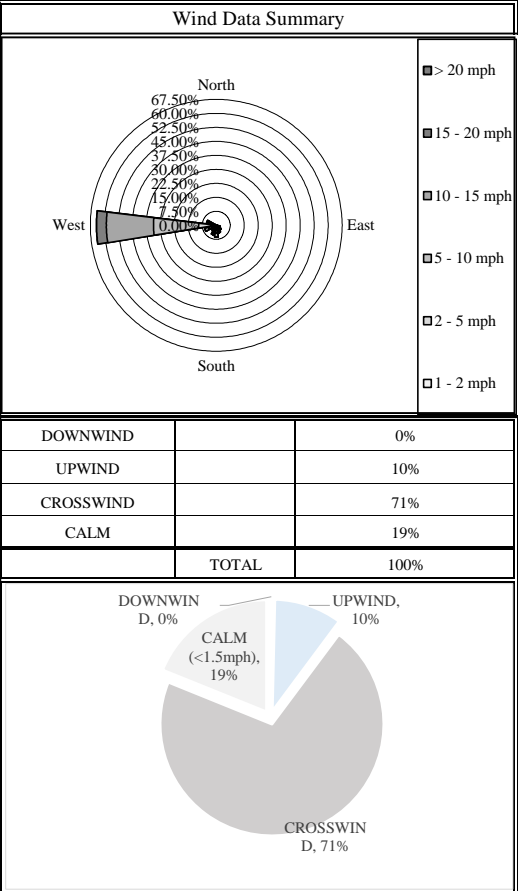 Wind Data Summary
North
67.50%
60.00%
52.50%
45.00%
37.50%
30.00%
22.50%
15.00%
7.50%
0.00%
West
East
South
> 20 mph
15 - 20 mph
10 - 15 mph
5 - 10 mph
2 - 5 mph
1 - 2 mph
DOWNWIND 0%
UPWIND 10%
CROSSWIND 71%
CALM 19%
TOTAL 100%
DOWNWIN
D, 0%
UPWIND,
10%
CALM
(<1.5mph),
19%
CROSSWIN
D, 71%